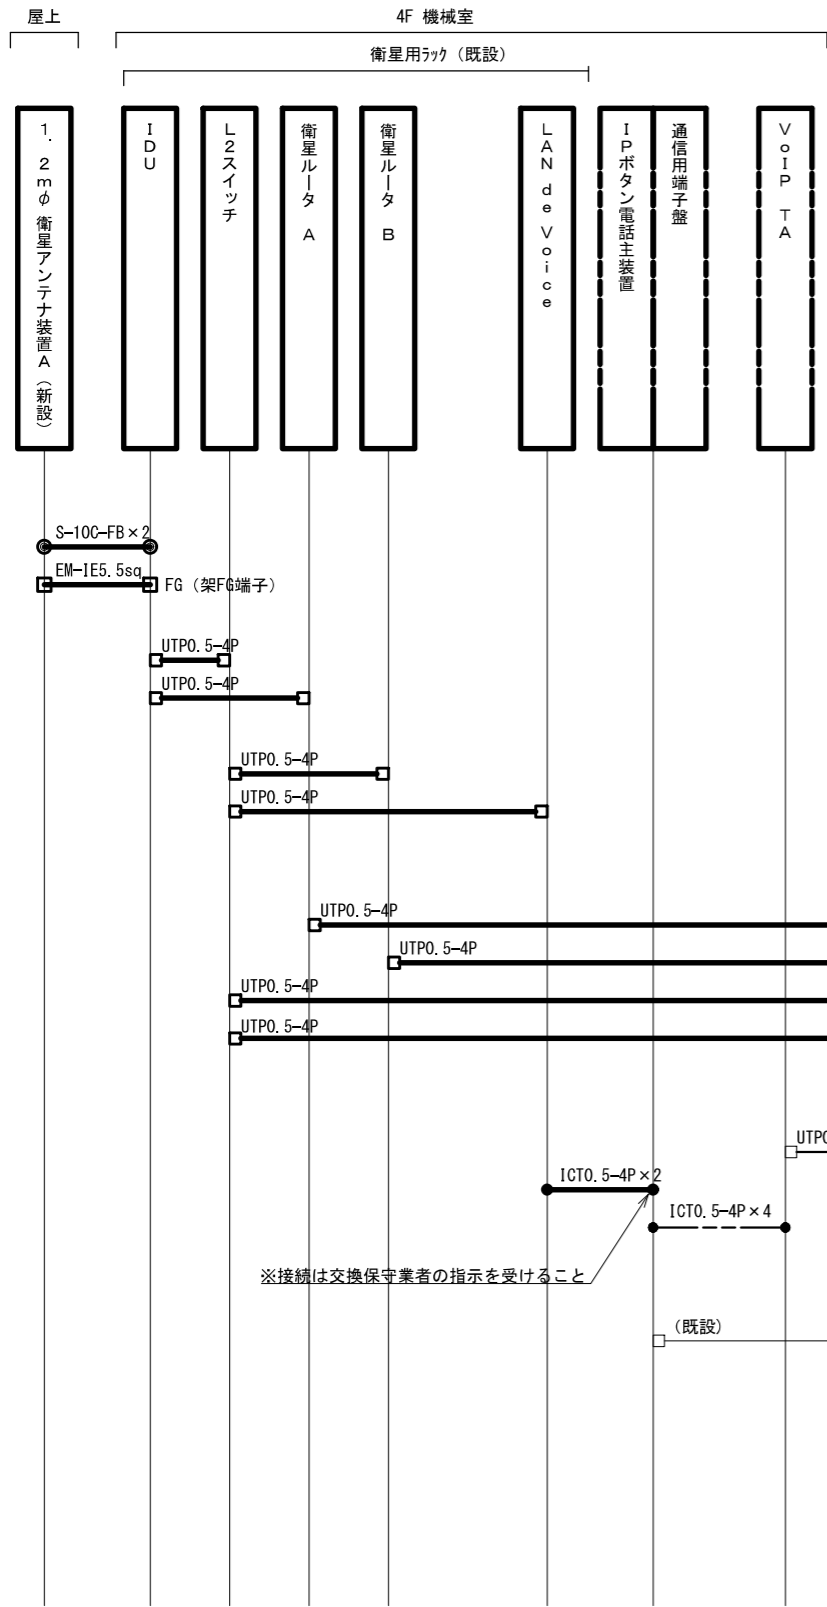 屋上
4F 機械室
衛星用ﾗｯｸ（既設）
1．2mφ 衛星アンテナ装置A（新設）
IDU
L2スイッチ
衛星ルータ A
衛星ルータ B
LAN de Voice
IPボタン電話主装置
通信用端子盤
VoIP TA
S-10C-FB×2
EM-IE5.5sq
FG（架FG端子）
UTP0.5-4P
UTP0.5-4P
UTP0.5-4P
UTP0.5-4P
UTP0.5-4P
UTP0.5-4P
UTP0.5-4P
UTP0.5-4P
UTP0
ICT0.5-4P×2
ICT0.5-4P×4
※接続は交換保守業者の指示を受けること
（既設）